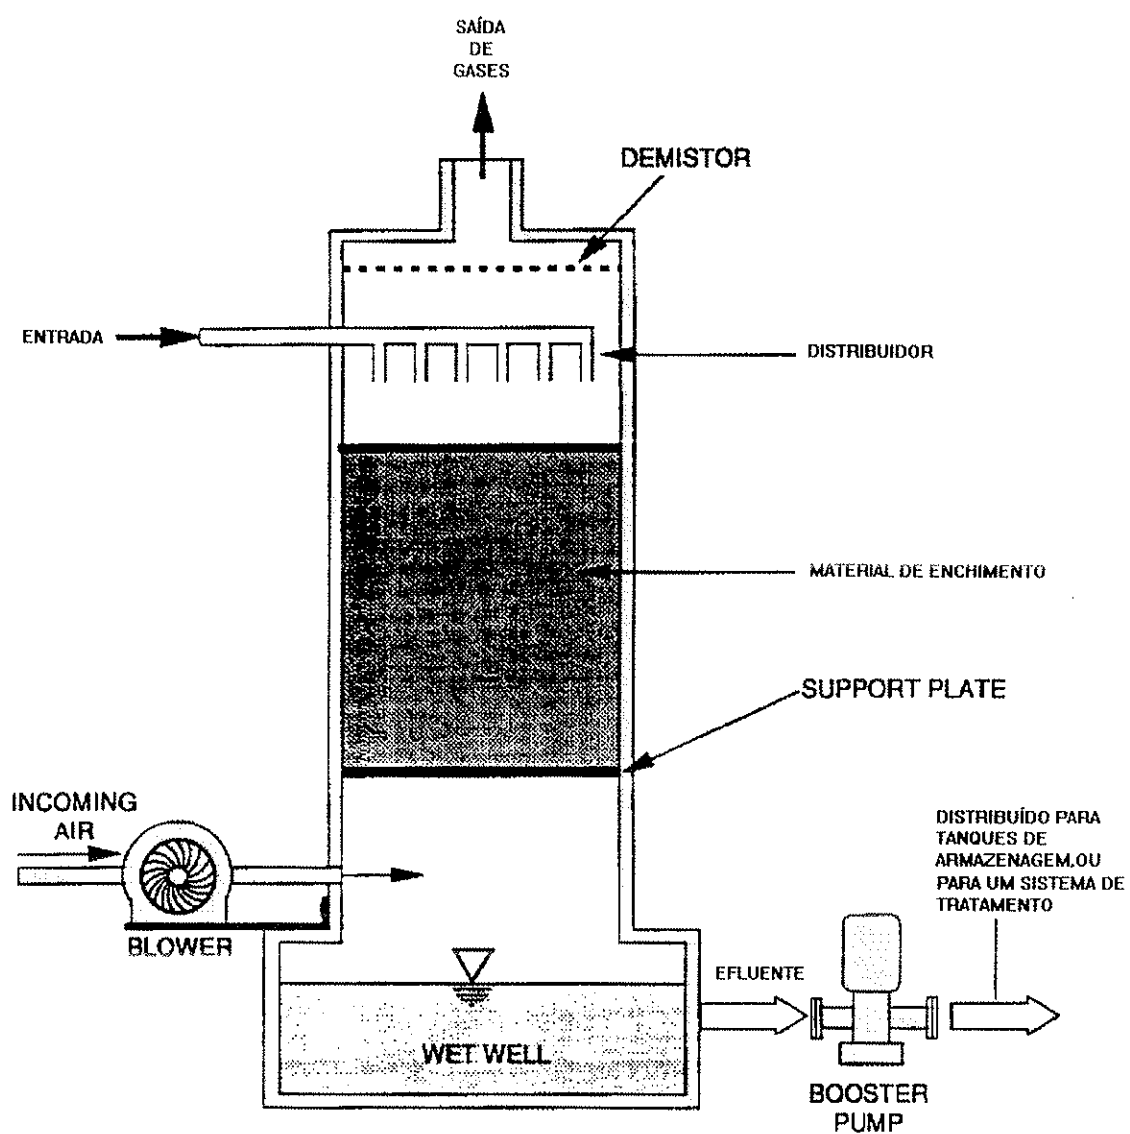 SAÍDA
DE
GASES
DEMISTOR
ENTRADA
DISTRIBUIDOR
MATERIAL DE ENCHIMENTO
SUPPORT PLATE
INCOMING
AIR
BLOWER
DISTRIBUÍDO PARA
TANQUES DE
ARMAZENAGEM,OU
PARA UM SISTEMA DE
TRATAMENTO
EFLUENTE
WET WELL
BOOSTER
PUMP